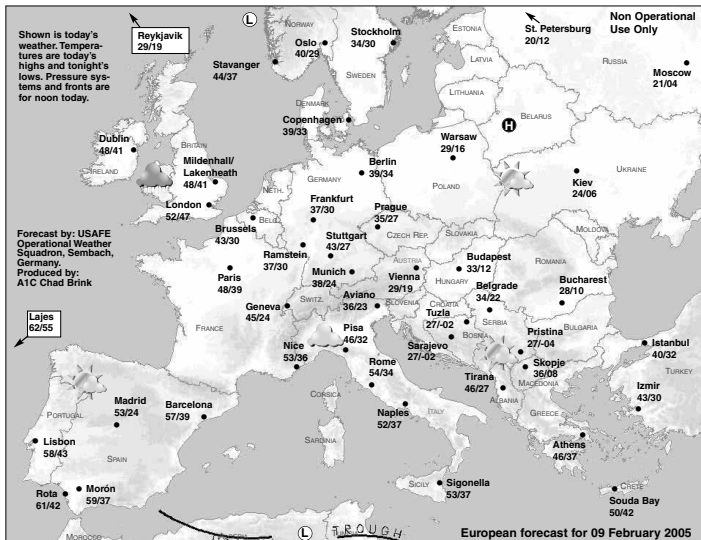 Shown is today's
weather. Tempera-
tures are today's
highs and tonight's
lows. Pressure sys-
tems and fronts are
for noon today.
Reykjavik
29/19
L
NORWAY
Oslo
40/29
Stockholm
34/30
St. Petersburg
20/12
Non Operational
Use Only
ESTONIA
LATVIA
RUSSIA
Stavanger
44/37
SWEDEN
Moscow
21/04
LITHUANIA
DENMARK
Copenhagen
39/33
H
BELARUS
Dublin
48/41
BRITAIN
IRELAND
Mildenhall/
Lakenheath
48/41
London
52/47
Warsaw
29/16
POLAND
Berlin
39/34
GERMANY
NETH.
UKRAINE
Kiev
24/06
Frankfurt
37/30
Prague
35/27
Brussels
43/30
BELG.
CZECH REP.
SLOVAKIA
MOLDOVA
Forecast by: USAFE
Operational Weather
Squadron, Sembach,
Germany.
Produced by:
A1C Chad Brink
Stuttgart
43/27
Ramstein
37/30
Paris
48/39
Munich
38/24
AUSTRIA
Vienna
29/19
Budapest
33/12
HUNGARY
ROMANIA
Lajes
62/55
Geneva
45/24
SWITZ.
Aviano
36/23
SLOVENIA
CROATIA
Belgrade
34/22
Bucharest
28/10
FRANCE
Tuzla
27/-02
SERBIA
BOSNIA
Pisa
46/32
Nice
53/36
Sarajevo
27/-02
Pristina
27/-04
BULGARIA
Istanbul
40/32
Skopje
36/08
MACEDONIA
TURKEY
Rome
54/34
Tirana
46/27
ALBANIA
Izmir
43/30
Madrid
53/24
Barcelona
57/39
CORSICA
PORTUGAL
Naples
52/37
ITALY
GREECE
Lisbon
58/43
SARDINIA
SPAIN
Athens
46/37
Rota
61/42
Morón
59/37
SICILY
Sigonella
53/37
CRETE
Souda Bay
50/42
MOROCCO
L
TROUGH
European forecast for 09 February 2005